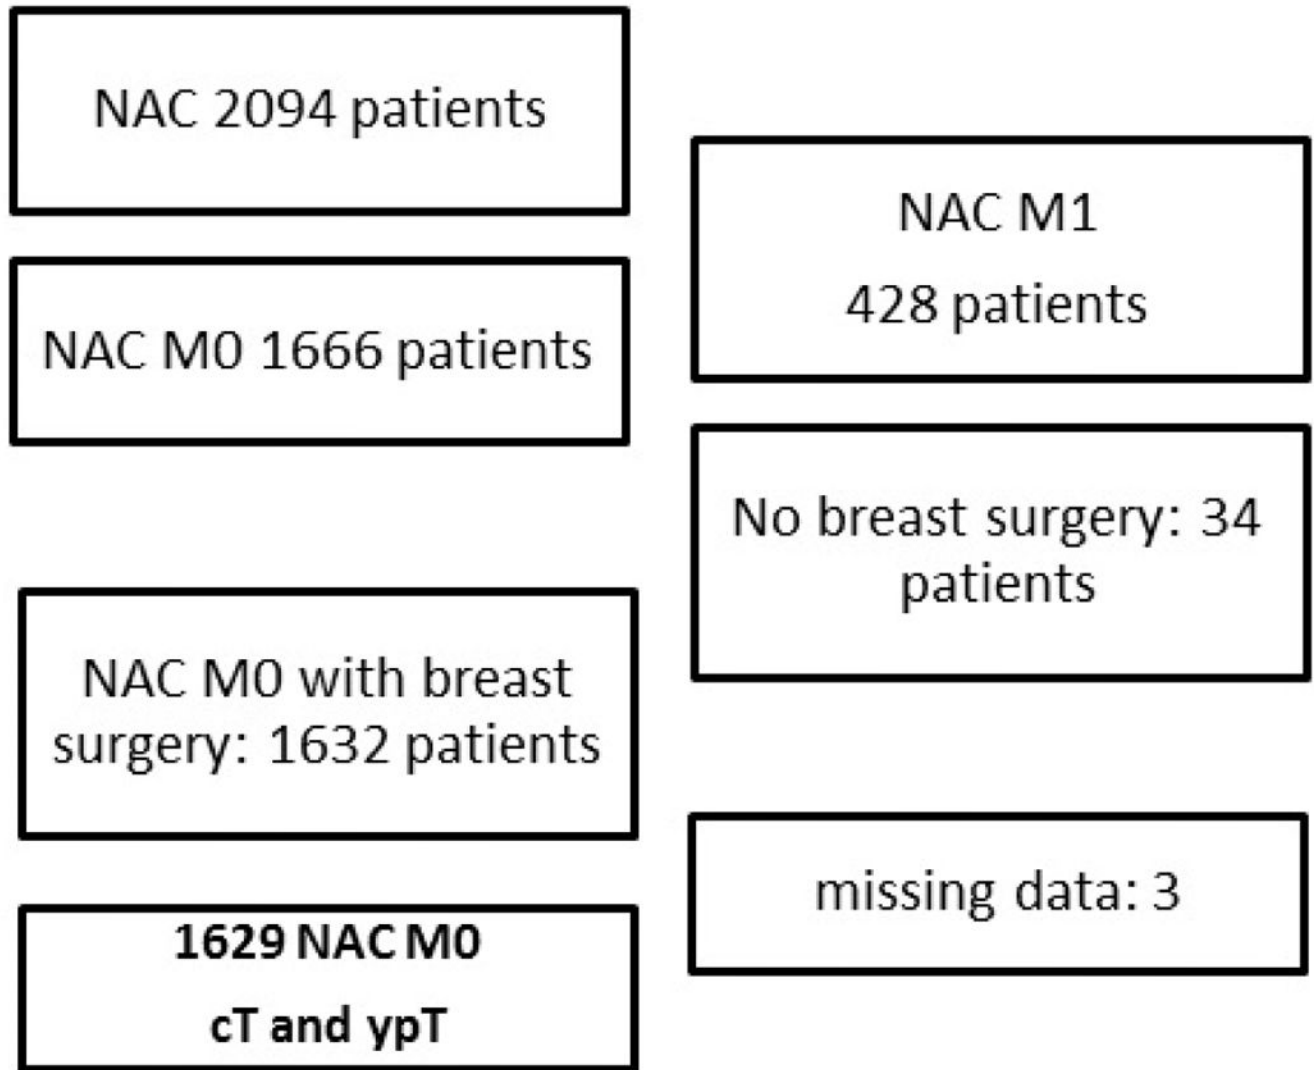 NAC 2094 patients
NAC M1
428 patients
NAC M0 1666 patients
No breast surgery: 34
patients
NAC M0 with breast
surgery: 1632 patients
missing data: 3
1629 NAC M0
cT and ypT